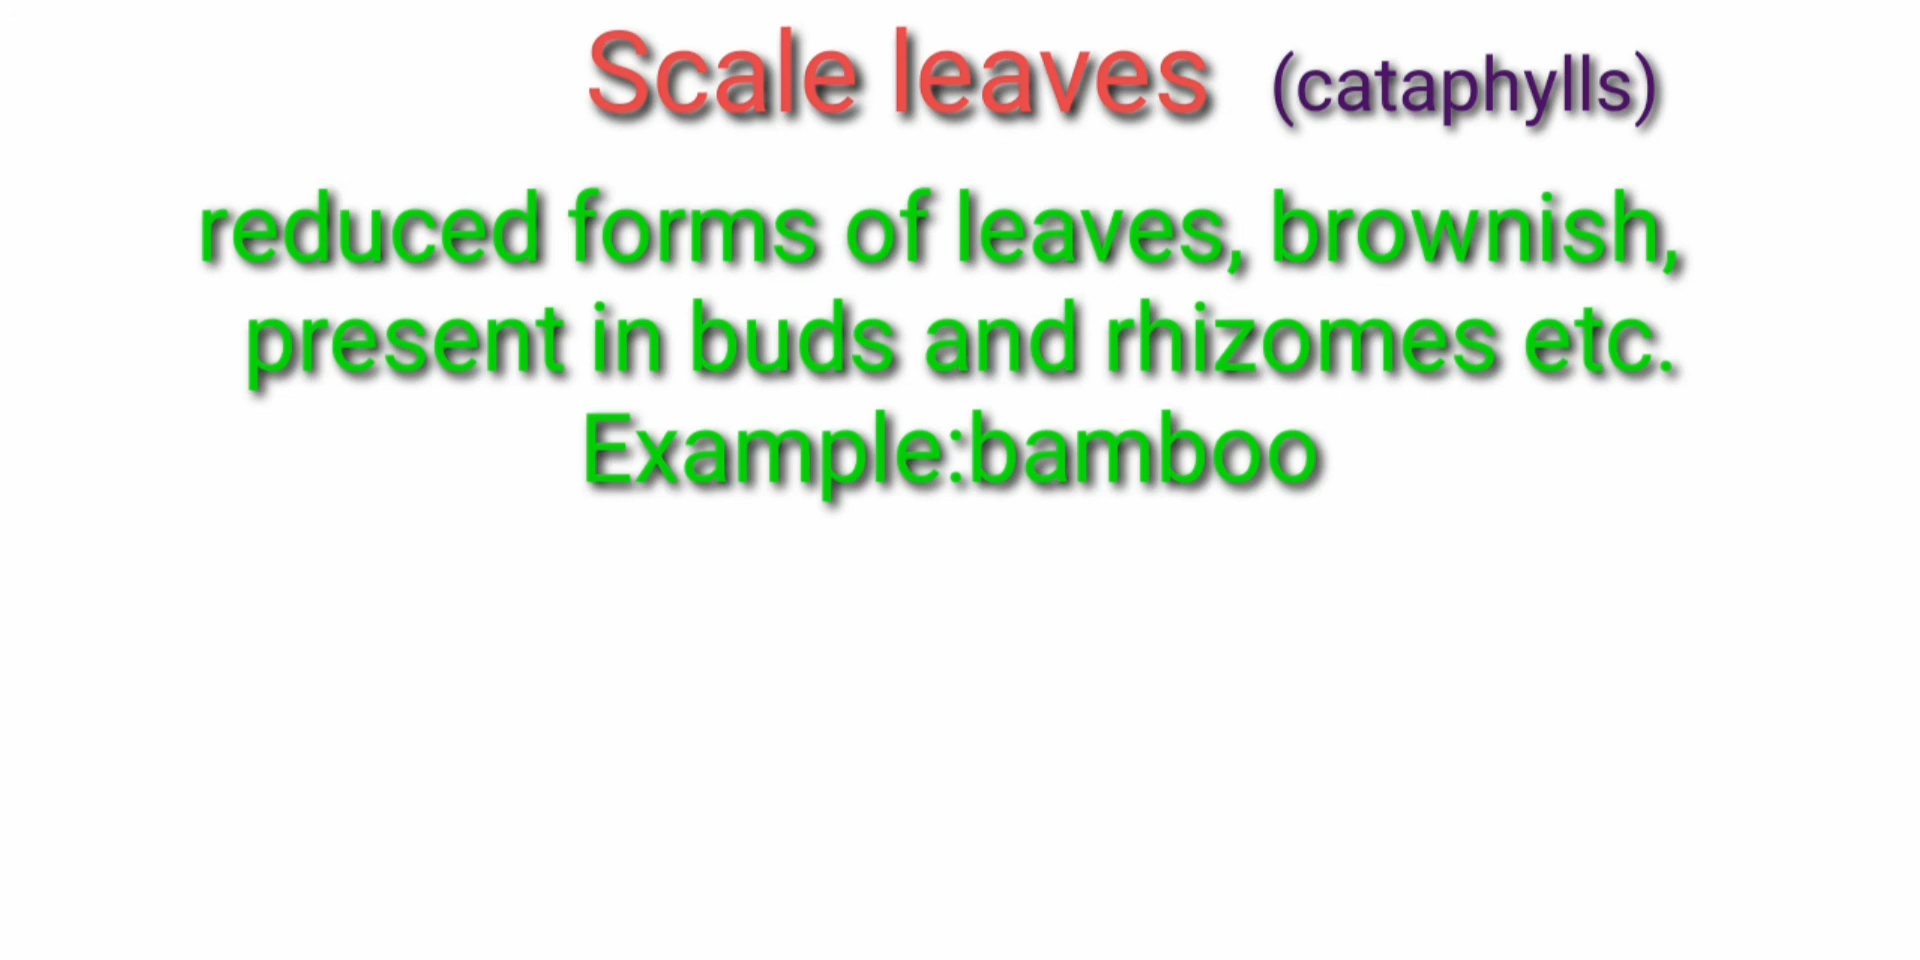 Scale leaves (cataphylls)
reduced forms of leaves, brownish,
present in buds and rhizomes etc.
Example:bamboo